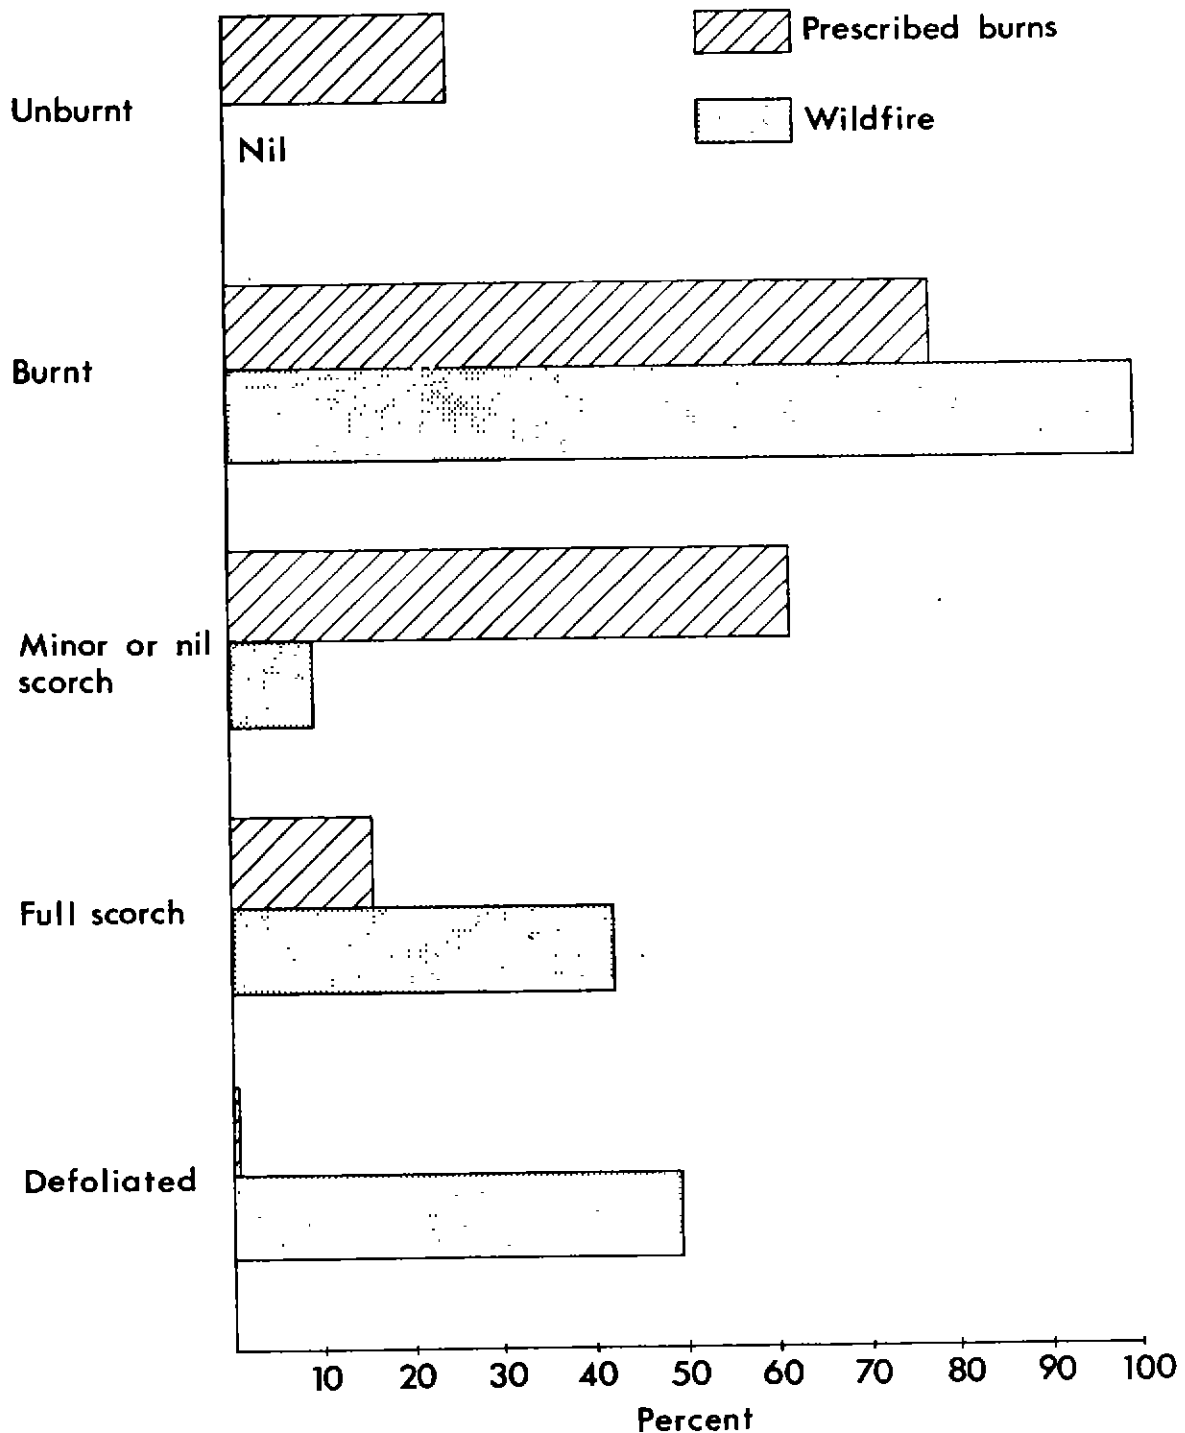 Prescribed burns
Wildfire
Unburnt
Nil
Burnt
Minor or nil
scorch
Full scorch
Defoliated
10 20 30 40 50 60 70 80 90 100
Percent